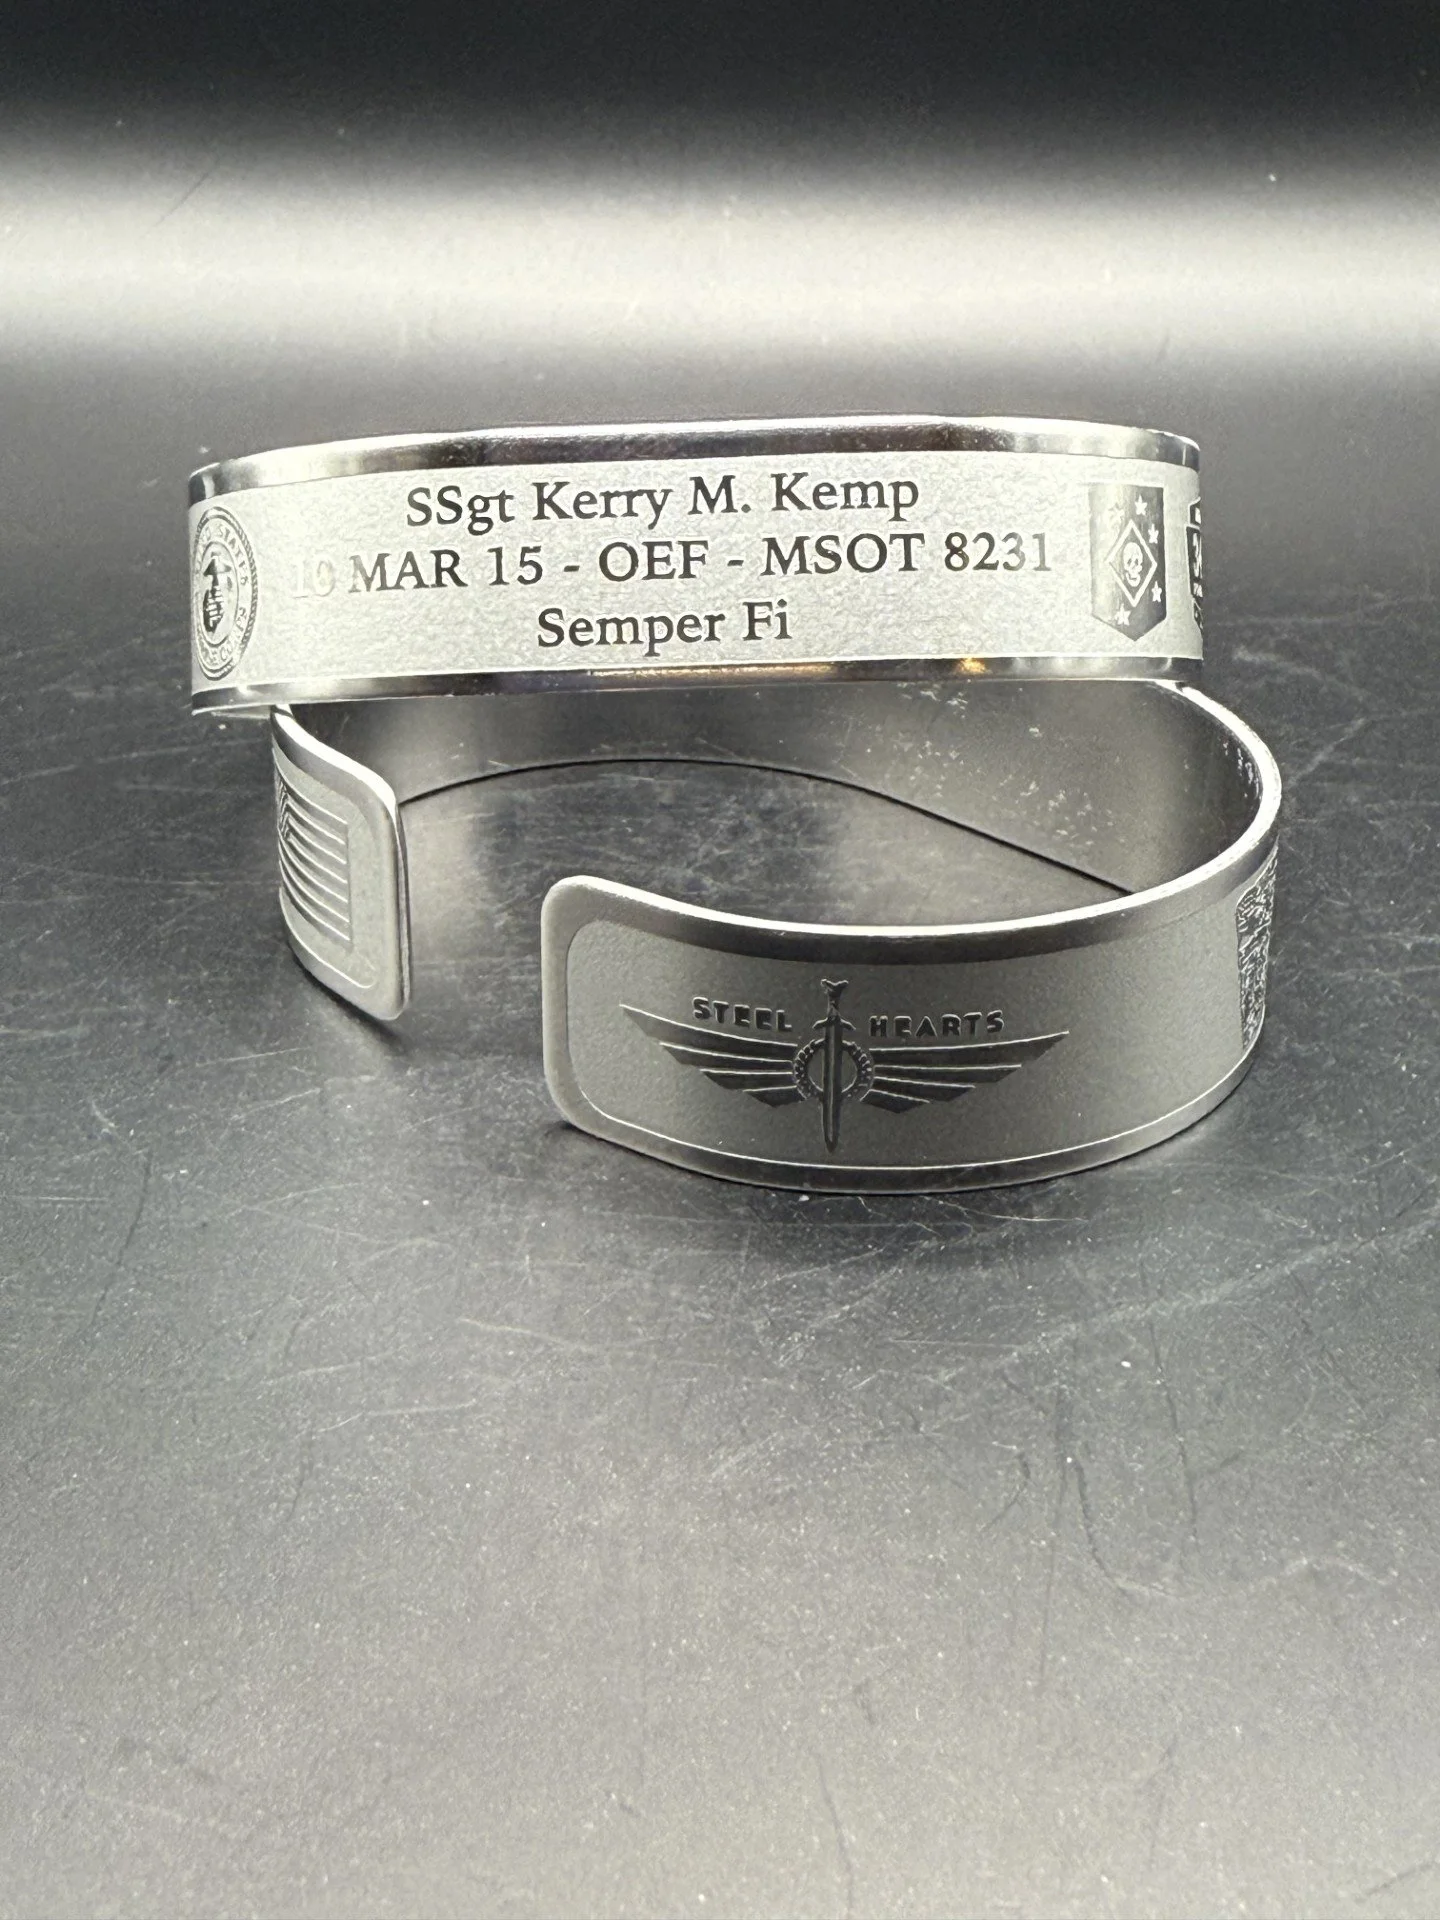 SSgt Kerry M. Kemp
10 MAR 15 - OEF - MSOT 8231
Semper Fi
STEEL HEARTS